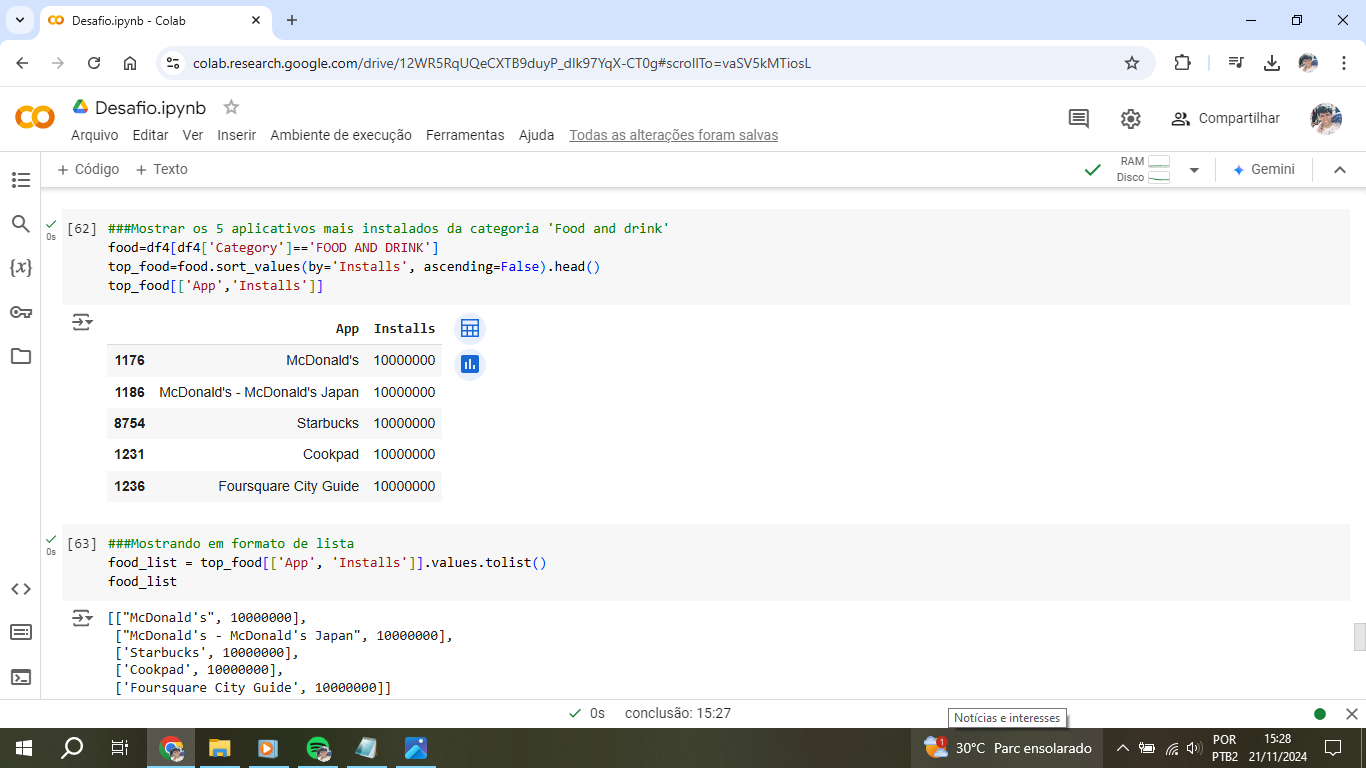 Desafio.ipynb - Colab
colab.research.google.com/drive/12WR5RqUQeCXTB9duyP_dIk97YqX-CT0g#scrollTo=vaSV5kMTiosL
Desafio.ipynb
Arquivo Editar Ver Inserir Ambiente de execução Ferramentas Ajuda Todas as alterações foram salvas
Compartilhar
+ Código + Texto
RAM
Disco
Gemini
[62] ###Mostrar os 5 aplicativos mais instalados da categoria 'Food and drink'
0s
food=df4[df4['Category']=='FOOD AND DRINK']
top_food=food.sort_values(by='Installs', ascending=False).head()
top_food[['App','Installs']]
App Installs
1176 McDonald's 10000000
1186 McDonald's - McDonald's Japan 10000000
8754 Starbucks 10000000
1231 Cookpad 10000000
1236 Foursquare City Guide 10000000
[63] ###Mostrando em formato de lista
0s
food_list = top_food[['App', 'Installs']].values.tolist()
food_list
[["McDonald's", 10000000],
["McDonald's - McDonald's Japan", 10000000],
['Starbucks', 10000000],
['Cookpad', 10000000],
['Foursquare City Guide', 10000000]]
0s conclusão: 15:27
Notícias e interesses
1
30°C Parc ensolarado
POR
PTB2
15:28
21/11/2024